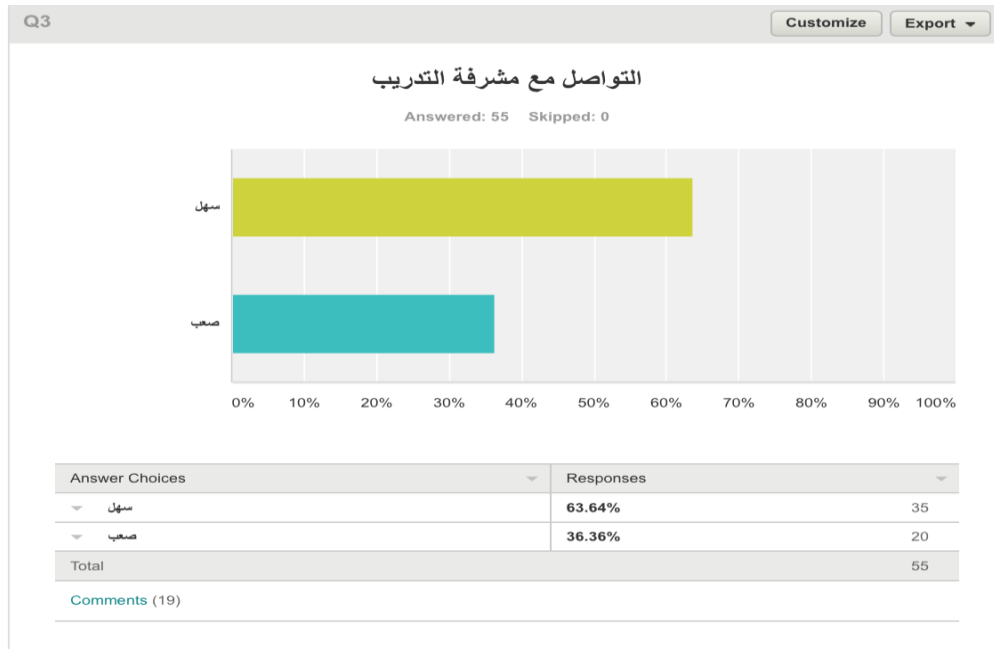 Q3 Customize Export
التواصل مع مشرفة التدريب
Answered: 55 Skipped: 0
سهل
صعب
0% 10% 20% 30% 40% 50% 60% 70% 80% 90% 100%
Answer Choices Responses
سهل 63.64% 35
صعب 36.36% 20
Total 55
Comments (19)